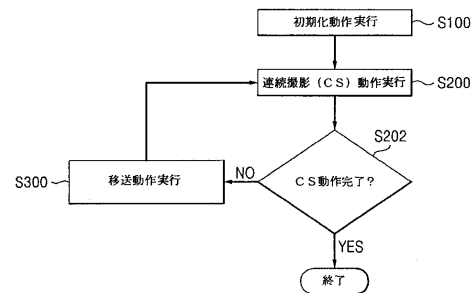 初期化動作実行
S100
連続撮影（CS）動作実行
S200
S202
CS動作完了？
NO
移送動作実行
S300
YES
終了